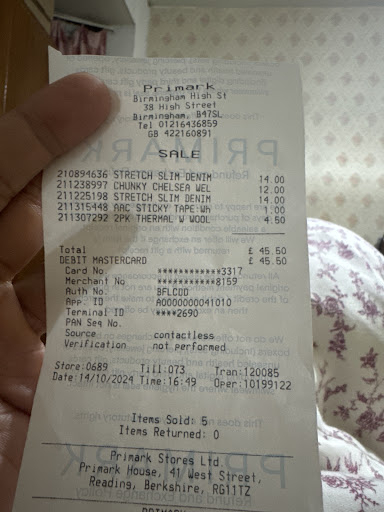 Primark
Birmingham High St
38 High Street
Birmingham, B47SL
Tel 01216436859
GB 422160891
SALE
210894636 STRETCH SLIM DENIM 14.00
211238997 CHUNKY CHELSEA WEL 12.00
211225198 STRETCH SLIM DENIM 14.00
211315448 AAC STICKY TAPE:WH 1.00
211307292 2PK THERMAL W WOOL 4.50
Total £ 45.50
DEBIT MASTERCARD £ 45.50
Card No ************3317
Merchant No ************8159
Auth No. BFLCDD
App. ID A0000000041010
Terminal ID ****2690
PAN Seq No.
Source contactless
Verification not performed
Store:0689 Till:073 Tran:120085
Date:14/10/2024 Time:16:49 Oper:10199122
Items Sold: 5
Items Returned: 0
Primark Stores Ltd
Primark House, 41 West Street,
Reading, Berkshire, RG11TZ